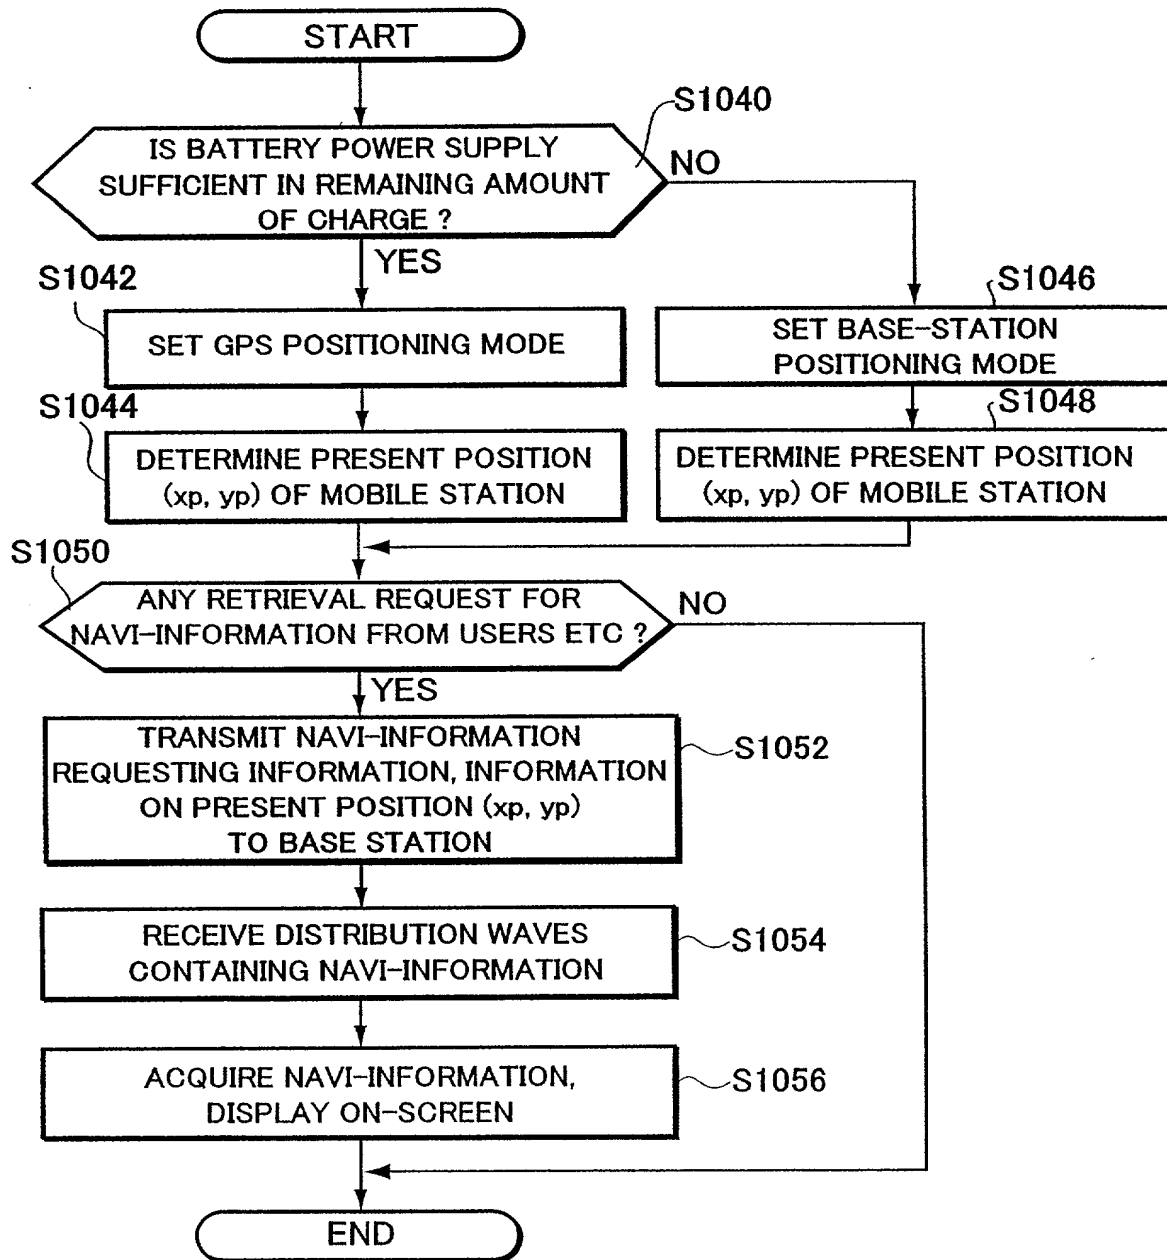 START
S1040
IS BATTERY POWER SUPPLY
SUFFICIENT IN REMAINING AMOUNT
OF CHARGE ?
NO
YES
S1042
SET GPS POSITIONING MODE
S1046
SET BASE-STATION
POSITIONING MODE
S1044
DETERMINE PRESENT POSITION
(xp, yp) OF MOBILE STATION
S1048
DETERMINE PRESENT POSITION
(xp, yp) OF MOBILE STATION
S1050
ANY RETRIEVAL REQUEST FOR
NAVI-INFORMATION FROM USERS ETC ?
NO
YES
TRANSMIT NAVI-INFORMATION
REQUESTING INFORMATION, INFORMATION
ON PRESENT POSITION (xp, yp)
TO BASE STATION
S1052
RECEIVE DISTRIBUTION WAVES
CONTAINING NAVI-INFORMATION
S1054
ACQUIRE NAVI-INFORMATION,
DISPLAY ON-SCREEN
S1056
END